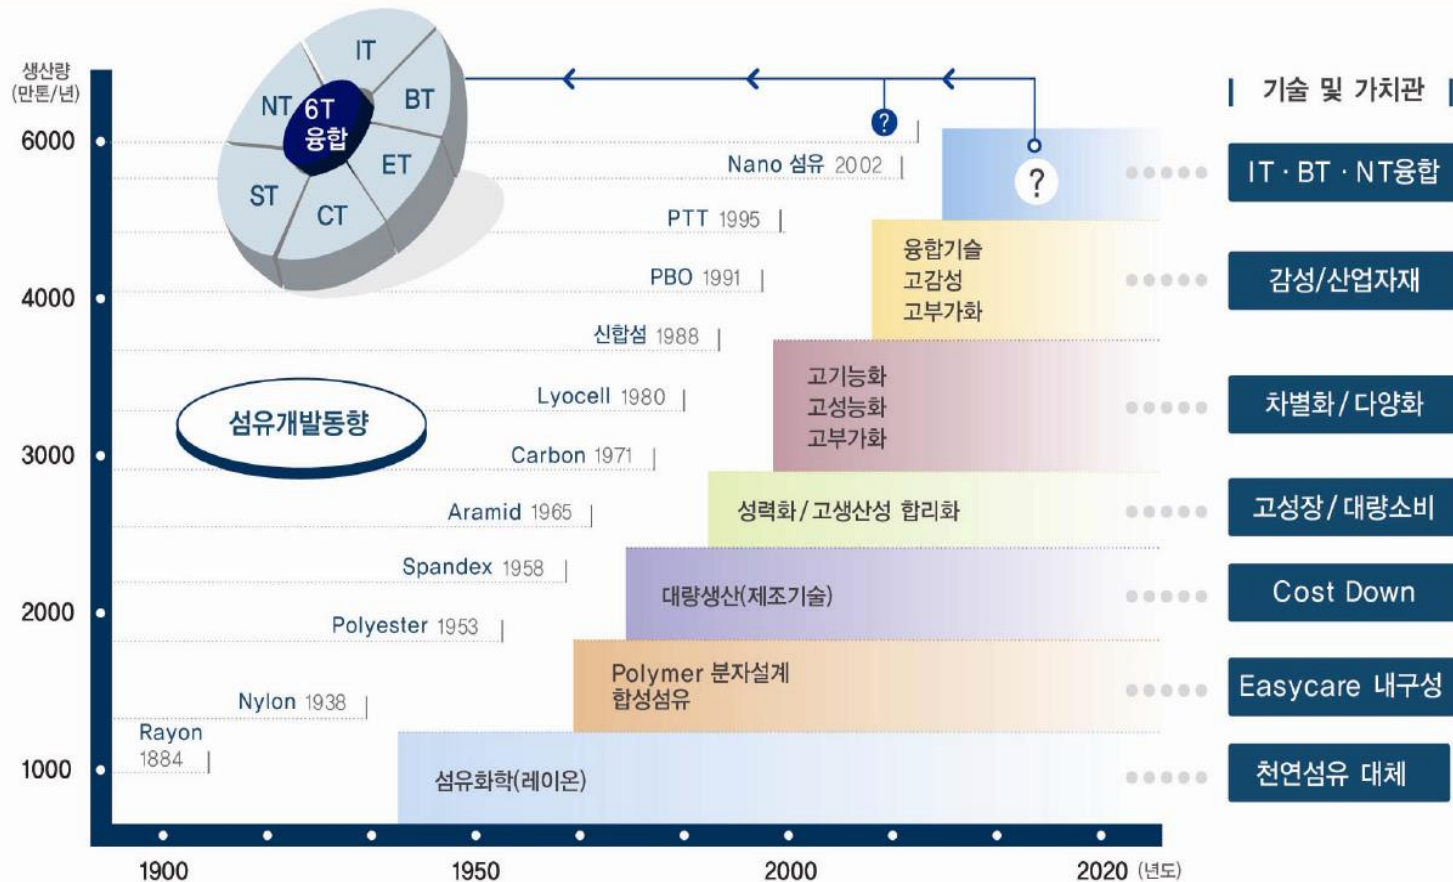 생산량
(만톤/년)
6000
4000
3000
2000
1000
IT
BT
ET
CT
ST
NT
6T
융합
?
?
섬유개발동향
Nano 섬유 2002
PTT 1995
PBO 1991
신합섬 1988
Lyocell 1980
Carbon 1971
Aramid 1965
Spandex 1958
Polyester 1953
Nylon 1938
Rayon
1884
융합기술
고감성
고부가화
고기능화
고성능화
고부가화
성력화/고생산성 합리화
대량생산(제조기술)
Polymer 분자설계
합성섬유
섬유화학(레이온)
기술 및 가치관
IT · BT · NT융합
감성/산업자재
차별화/다양화
고성장/대량소비
Cost Down
Easycare 내구성
천연섬유 대체
1900
1950
2000
2020 (년도)